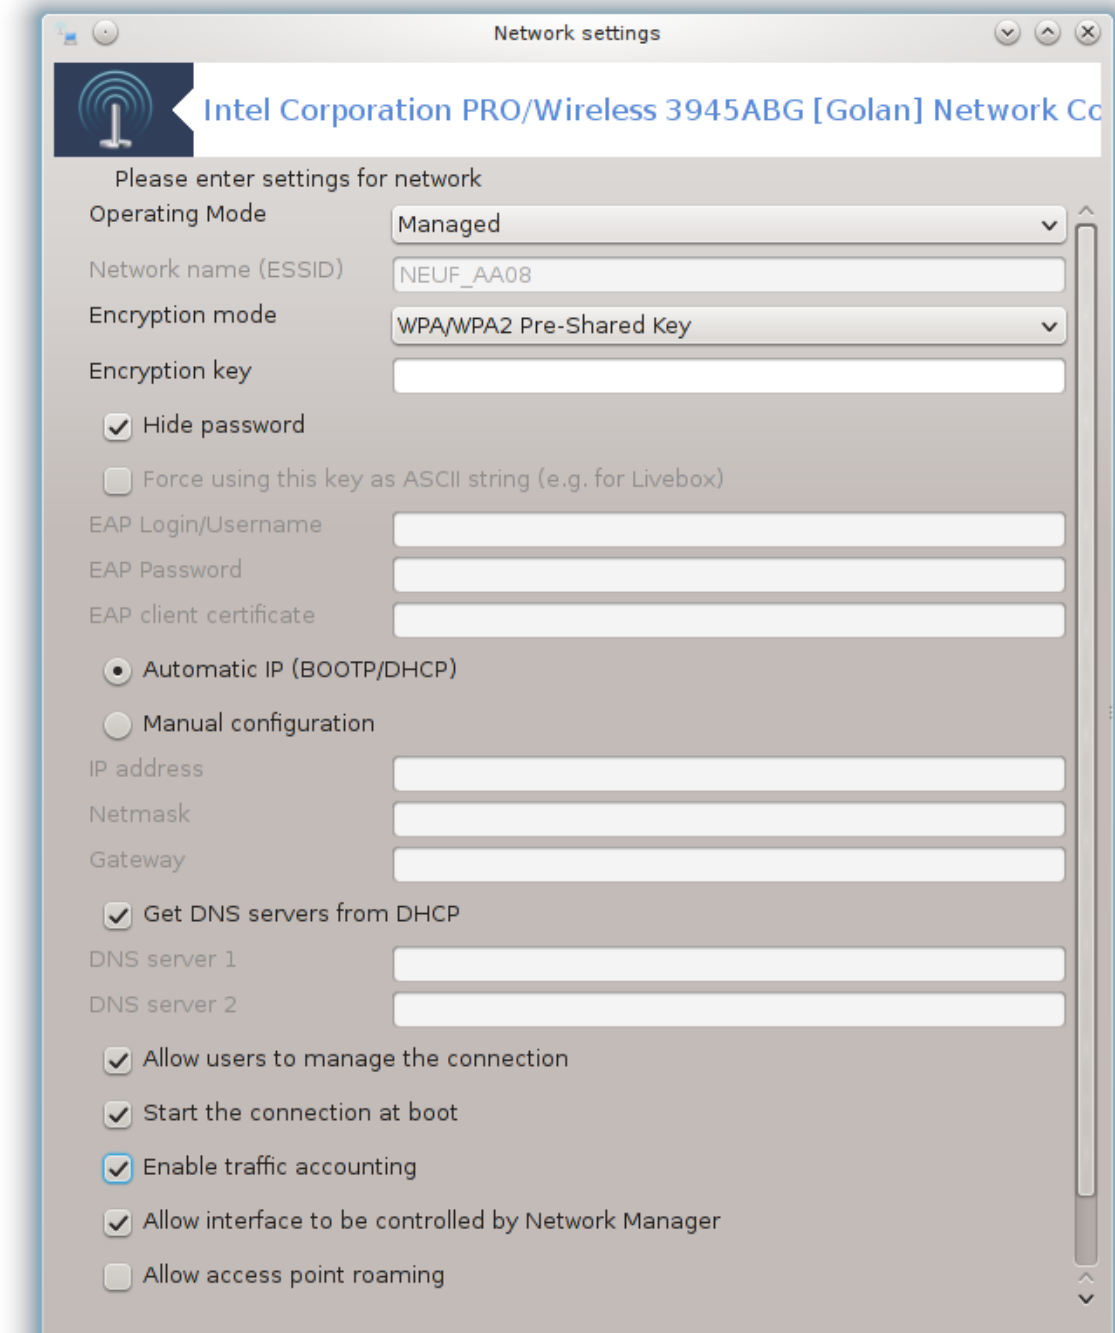 Network settings
Intel Corporation PRO/Wireless 3945ABG [Golan] Network Co
Please enter settings for network
Operating Mode Managed
Network name (ESSID) NEUF_AA08
Encryption mode WPA/WPA2 Pre-Shared Key
Encryption key
Hide password
Force using this key as ASCII string (e.g. for Livebox)
EAP Login/Username
EAP Password
EAP client certificate
Automatic IP (BOOTP/DHCP)
Manual configuration
IP address
Netmask
Gateway
Get DNS servers from DHCP
DNS server 1
DNS server 2
Allow users to manage the connection
Start the connection at boot
Enable traffic accounting
Allow interface to be controlled by Network Manager
Allow access point roaming